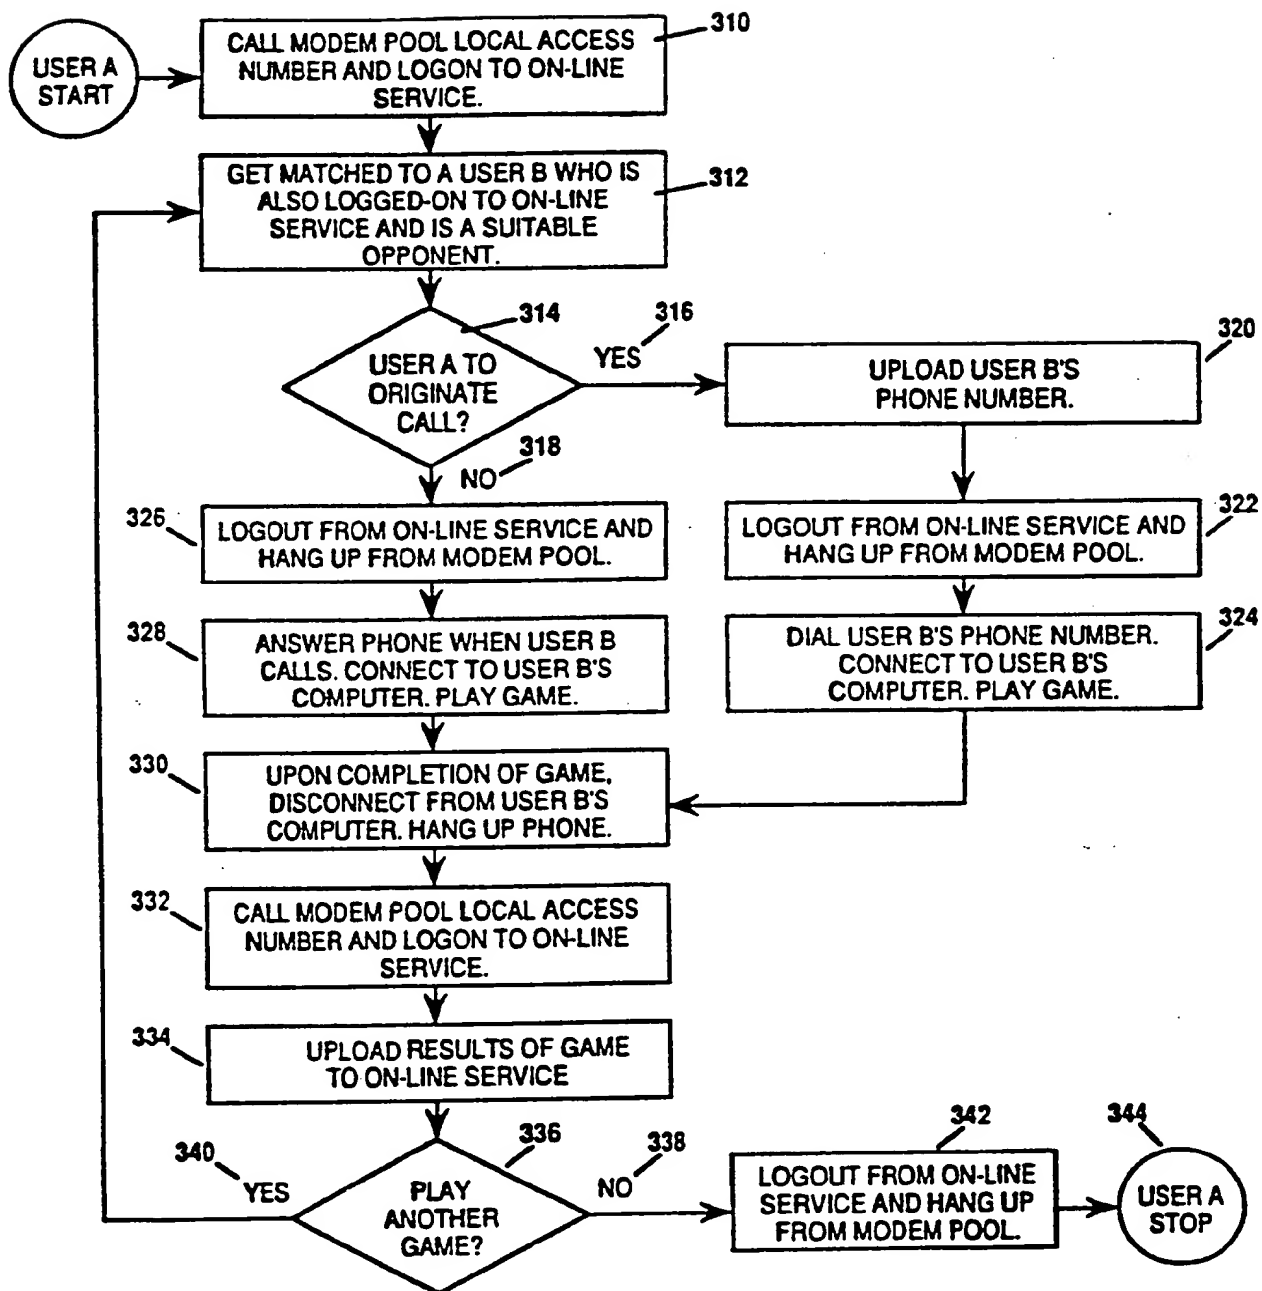 USER A
START
310
CALL MODEM POOL LOCAL ACCESS
NUMBER AND LOGON TO ON-LINE
SERVICE.
312
GET MATCHED TO A USER B WHO IS
ALSO LOGGED-ON TO ON-LINE
SERVICE AND IS A SUITABLE
OPPONENT.
314
USER A TO
ORIGINATE
CALL?
316
YES
318
NO
320
UPLOAD USER B'S
PHONE NUMBER.
326
LOGOUT FROM ON-LINE SERVICE AND
HANG UP FROM MODEM POOL.
322
LOGOUT FROM ON-LINE SERVICE AND
HANG UP FROM MODEM POOL.
328
ANSWER PHONE WHEN USER B
CALLS. CONNECT TO USER B'S
COMPUTER. PLAY GAME.
324
DIAL USER B'S PHONE NUMBER.
CONNECT TO USER B'S
COMPUTER. PLAY GAME.
330
UPON COMPLETION OF GAME,
DISCONNECT FROM USER B'S
COMPUTER. HANG UP PHONE.
332
CALL MODEM POOL LOCAL ACCESS
NUMBER AND LOGON TO ON-LINE
SERVICE.
334
UPLOAD RESULTS OF GAME
TO ON-LINE SERVICE
336
PLAY
ANOTHER
GAME?
340
YES
338
NO
342
LOGOUT FROM ON-LINE
SERVICE AND HANG UP
FROM MODEM POOL.
344
USER A
STOP